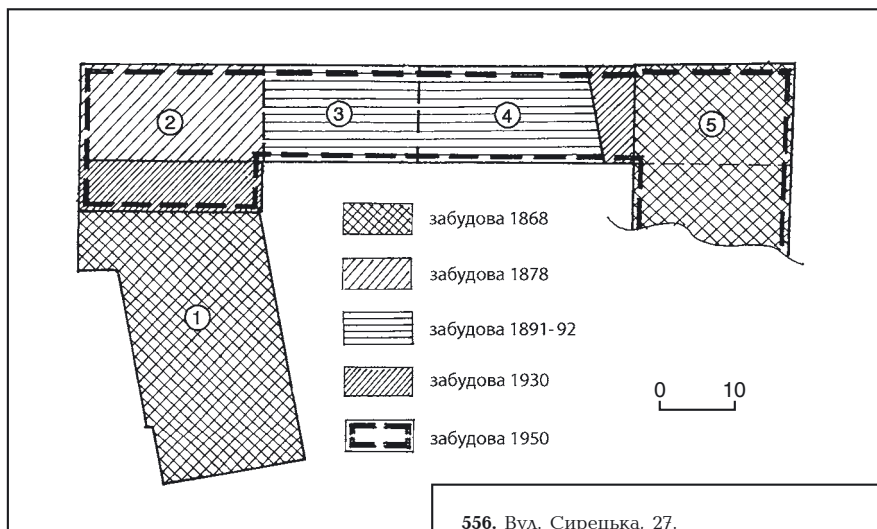 2
3
4
5
1
забудова 1868
забудова 1878
забудова 1891-92
забудова 1930
забудова 1950
0 10
556. Вул. Сирецька, 27.